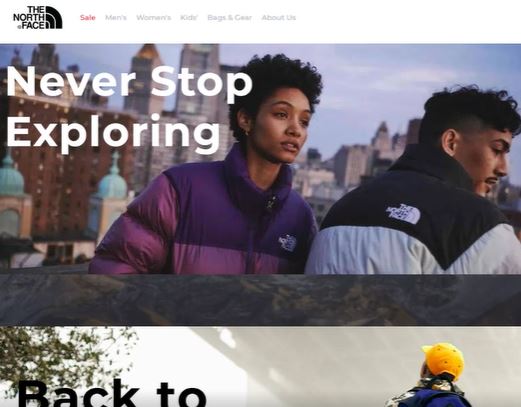 THE
NORTH
FACE
Sale Men's Women's Kids' Bags & Gear About Us
Never Stop
Exploring
THE
NORTH
FACE
THE
NORTH
FACE
Back to